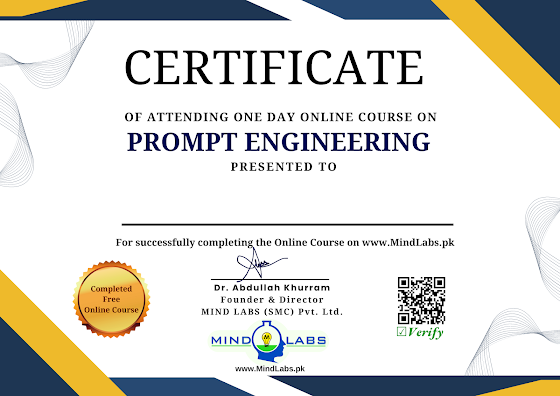 CERTIFICATE
OF ATTENDING ONE DAY ONLINE COURSE ON
PROMPT ENGINEERING
PRESENTED TO
For successfully completing the Online Course on www.MindLabs.pk
Dr. Abdullah Khurram
Founder & Director
MIND LABS (SMC) Pvt. Ltd.
Completed
Free
Online Course
☑Verify
MIND LABS
www.MindLabs.pk